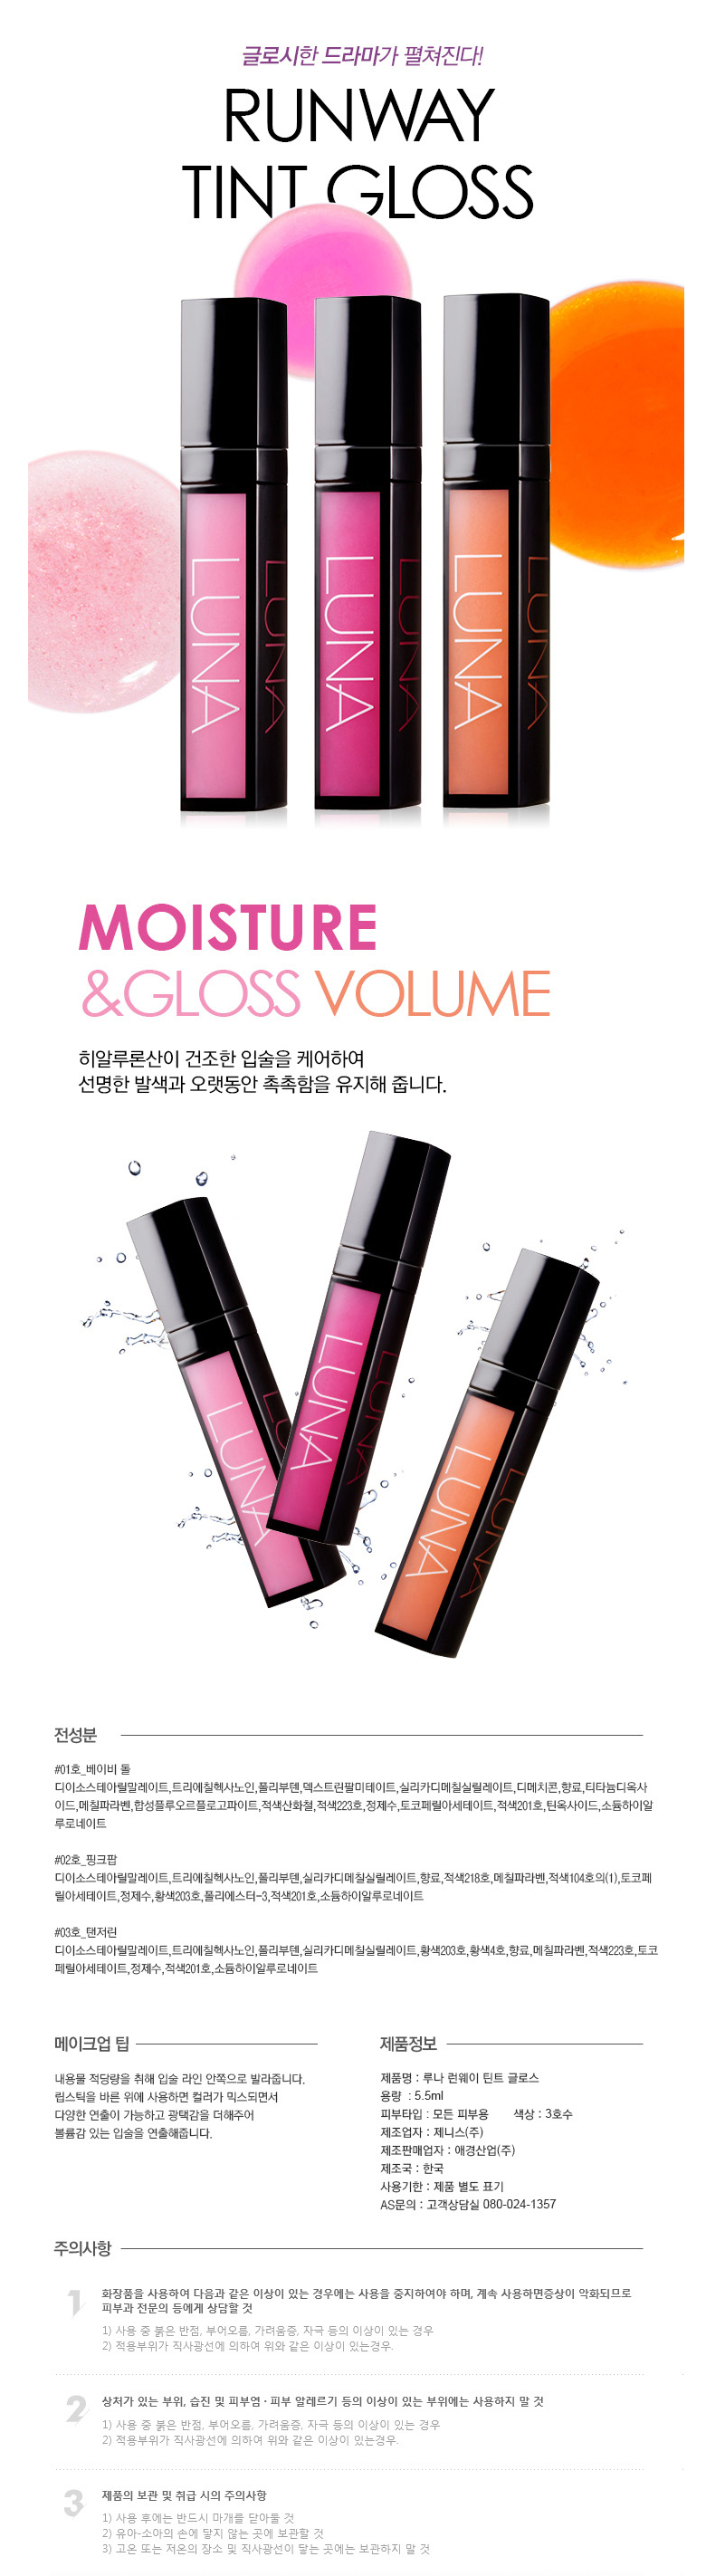 글로시한 드라마가 펼쳐진다!
RUNWAY
TINT GLOSS
LUNA LUNA LUNA LUNA LUNA LUNA
MOISTURE
&GLOSS VOLUME
히알루론산이 건조한 입술을 케어하여
선명한 발색과 오랫동안 촉촉함을 유지해 줍니다.
LUNA LUNA LUNA LUNA LUNA LUNA
전성분
#01호_베이비 돌
디이소스테아릴말레이트,트리에칠헥사노인,폴리부텐,덱스트린팔미테이트,실리카디메칠실릴레이트,디메치콘,향료,티타늄디옥사
이드,메칠파라벤,합성플루오르플로고파이트,적색산화철,적색223호,정제수,토코페릴아세테이트,적색201호,틴옥사이드,소듐하이알
루로네이트
#02호_핑크팝
디이소스테아릴말레이트,트리에칠헥사노인,폴리부텐,실리카디메칠실릴레이트,향료,적색218호,메칠파라벤,적색104호의(1),토코페
릴아세테이트,정제수,황색203호,폴리에스터-3,적색201호,소듐하이알루로네이트
#03호_탠저린
디이소스테아릴말레이트,트리에칠헥사노인,폴리부텐,실리카디메칠실릴레이트,황색203호,황색4호,향료,메칠파라벤,적색223호,토코
페릴아세테이트,정제수,적색201호,소듐하이알루로네이트
메이크업 팁
내용물 적당량을 취해 입술 라인 안쪽으로 발라줍니다.
립스틱을 바른 위에 사용하면 컬러가 믹스되면서
다양한 연출이 가능하고 광택감을 더해주어
볼륨감 있는 입술을 연출해줍니다.
제품정보
제품명 : 루나 런웨이 틴트 글로스
용량 : 5.5ml
피부타입 : 모든 피부용 색상 : 3호수
제조업자 : 제니스(주)
제조판매업자 : 애경산업(주)
제조국 : 한국
사용기한 : 제품 별도 표기
AS문의 : 고객상담실 080-024-1357
주의사항
1
화장품을 사용하여 다음과 같은 이상이 있는 경우에는 사용을 중지하여야 하며, 계속 사용하면증상이 악화되므로
피부과 전문의 등에게 상담할 것
1) 사용 중 붉은 반점, 부어오름, 가려움증, 자극 등의 이상이 있는 경우
2) 적용부위가 직사광선에 의하여 위와 같은 이상이 있는경우.
2
상처가 있는 부위, 습진 및 피부염 · 피부 알레르기 등의 이상이 있는 부위에는 사용하지 말 것
1) 사용 중 붉은 반점, 부어오름, 가려움증, 자극 등의 이상이 있는 경우
2) 적용부위가 직사광선에 의하여 위와 같은 이상이 있는경우.
3
제품의 보관 및 취급 시의 주의사항
1) 사용 후에는 반드시 마개를 닫아둘 것
2) 유아·소아의 손에 닿지 않는 곳에 보관할 것
3) 고온 또는 저온의 장소 및 직사광선이 닿는 곳에는 보관하지 말 것